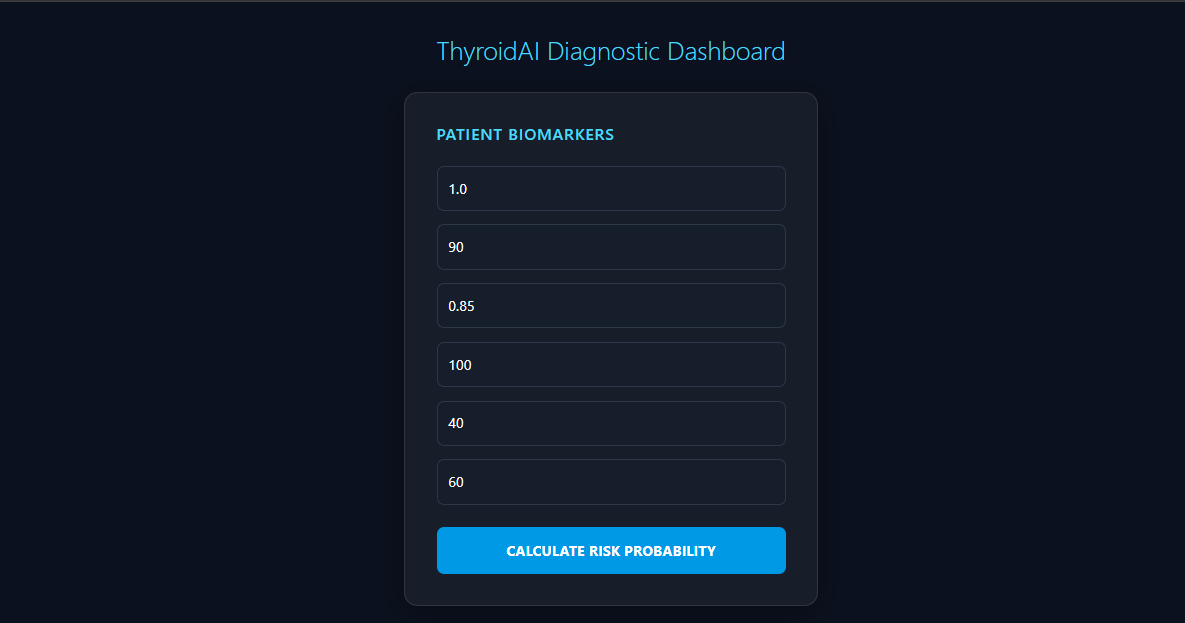 ThyroidAI Diagnostic Dashboard
PATIENT BIOMARKERS
1.0
90
0.85
100
40
60
CALCULATE RISK PROBABILITY